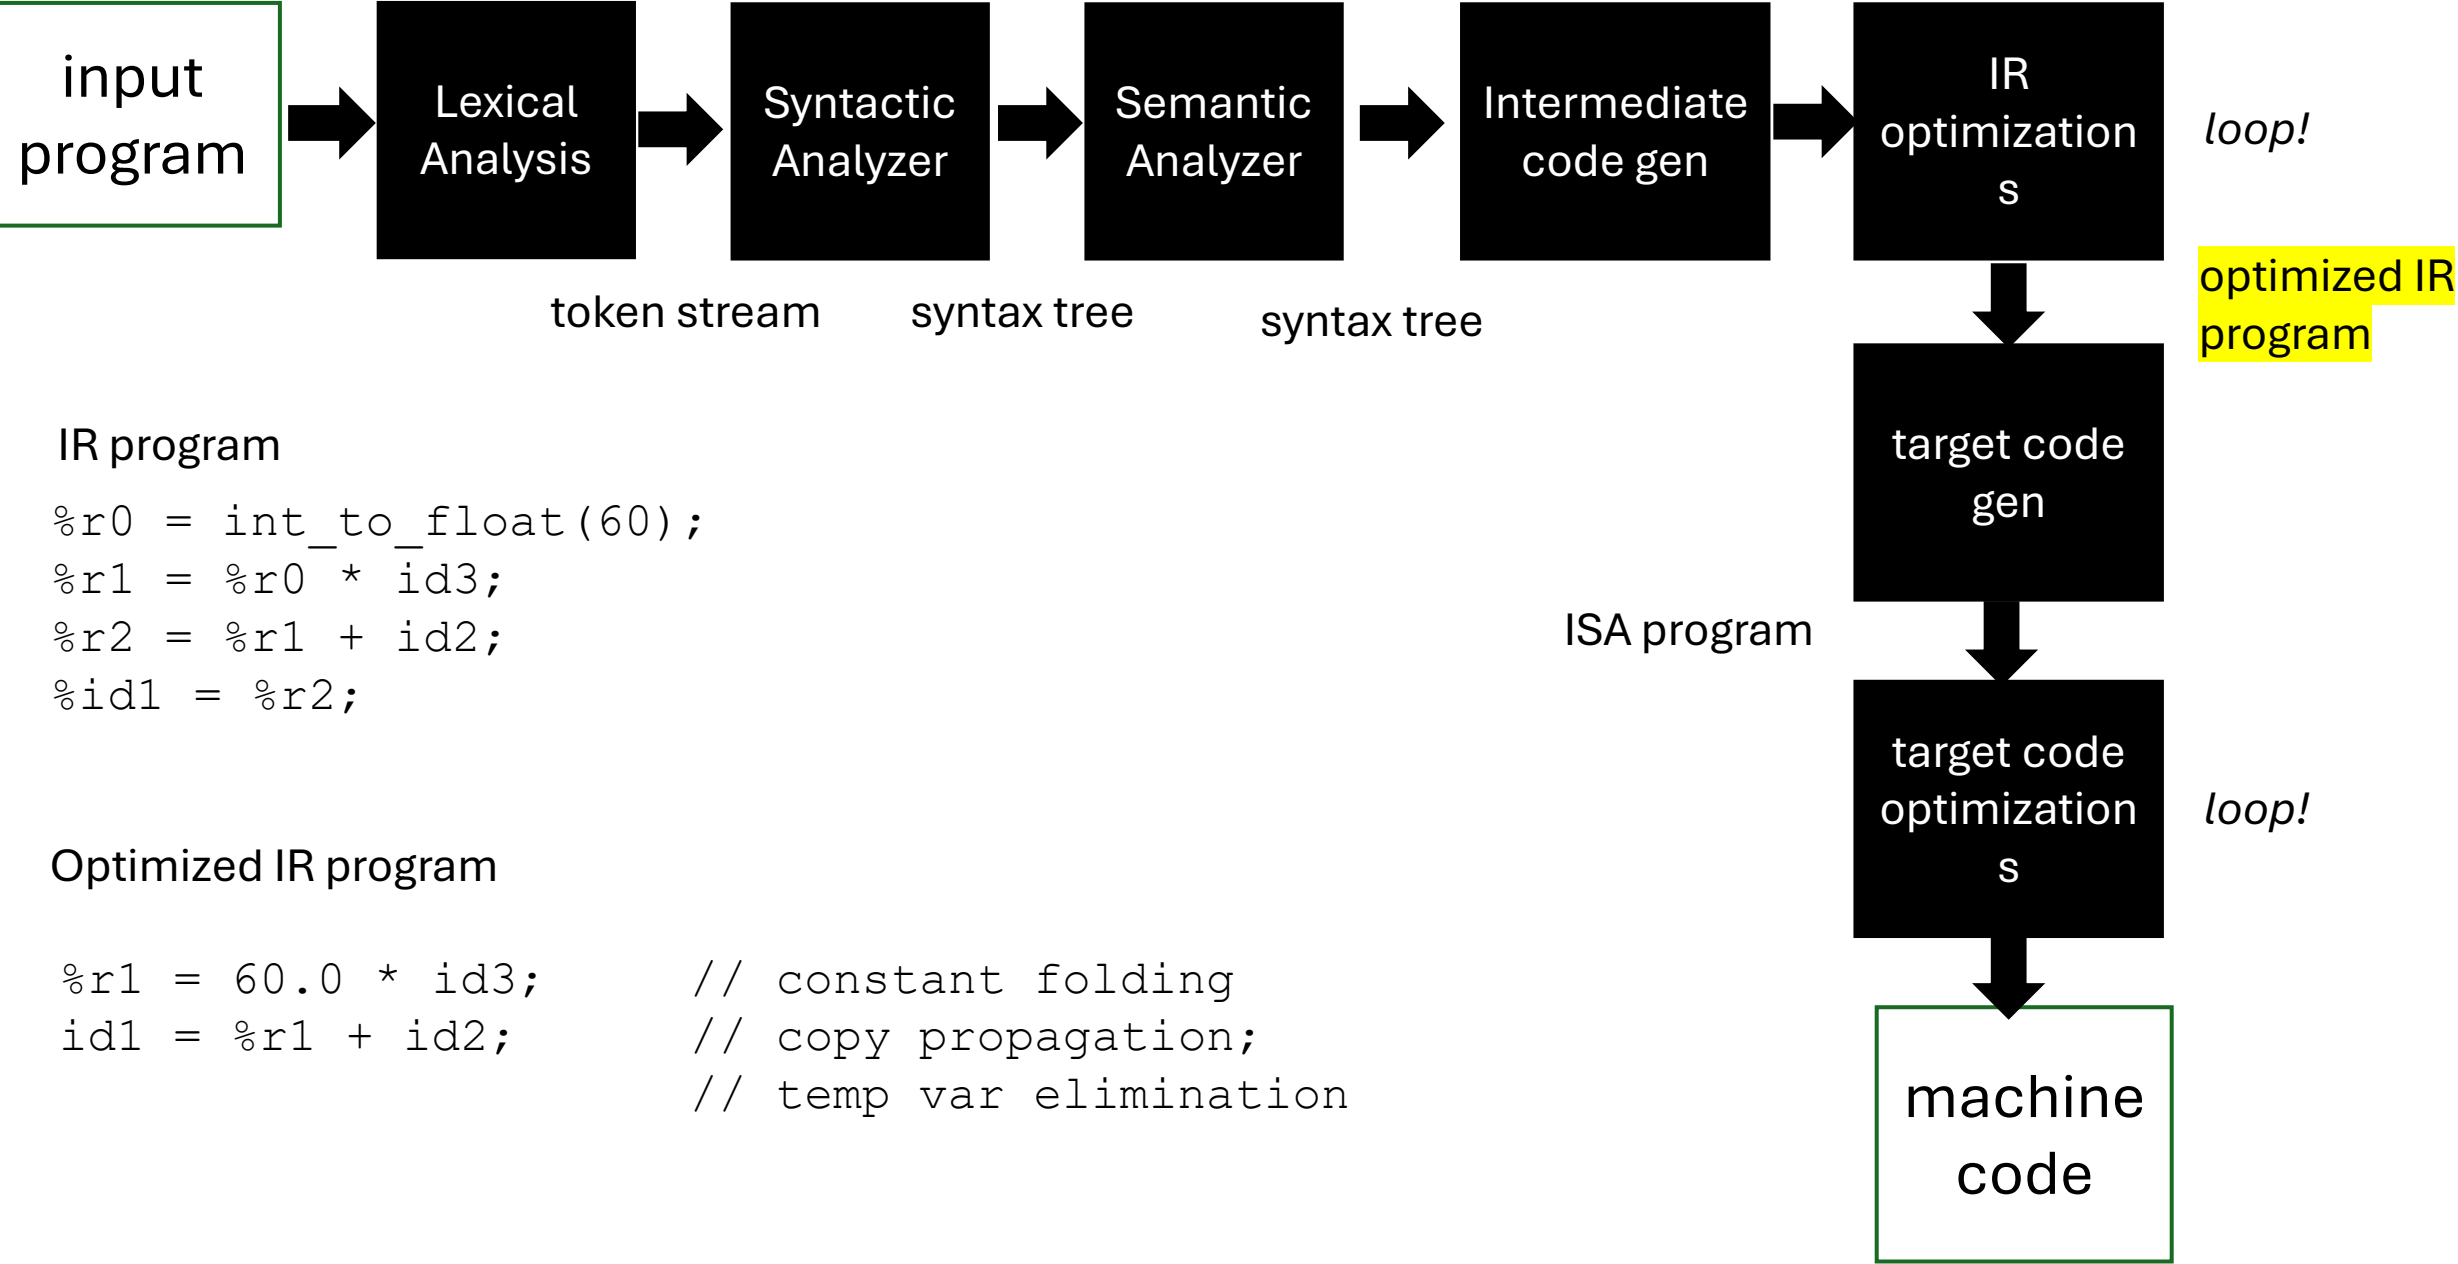 input
program
Lexical
Analysis
Syntactic
Analyzer
Semantic
Analyzer
Intermediate
code gen
IR
optimization
s
loop!
token stream
syntax tree
syntax tree
optimized IR
program
target code
gen
ISA program
target code
optimization
s
loop!
machine
code
IR program
%r0 = int_to_float(60);
%r1 = %r0 * id3;
%r2 = %r1 + id2;
%id1 = %r2;
Optimized IR program
%r1 = 60.0 * id3; // constant folding
id1 = %r1 + id2; // copy propagation;
// temp var elimination